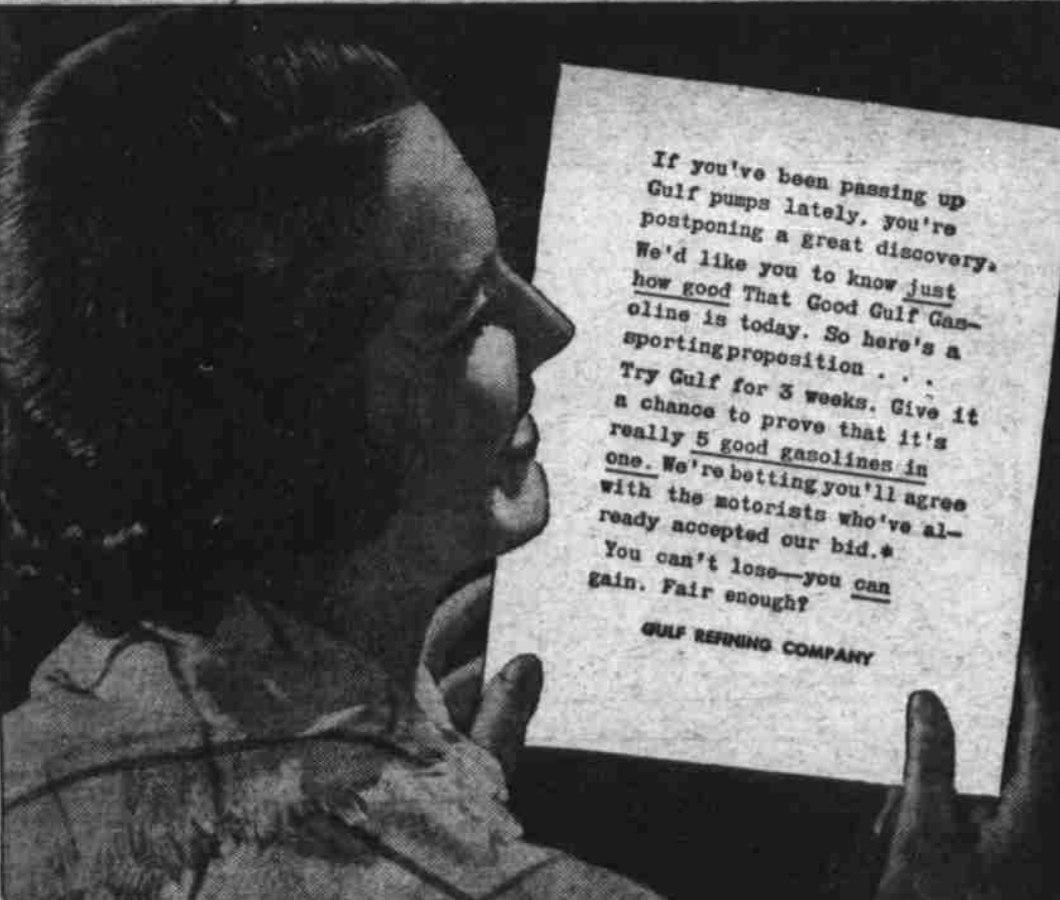 If you've been passing up
Gulf pumps lately, you're
postponing a great discovery.
We'd like you to know just
how good That Good Gulf Gas-
oline is today. So here's a
sporting proposition . . .
Try Gulf for 3 weeks. Give it
a chance to prove that it's
really 5 good gasolines in
one. We're betting you'll agree
with the motorists who've al-
ready accepted our bid.*
You can't lose—you can
gain. Fair enough?
GULF REFINING COMPANY